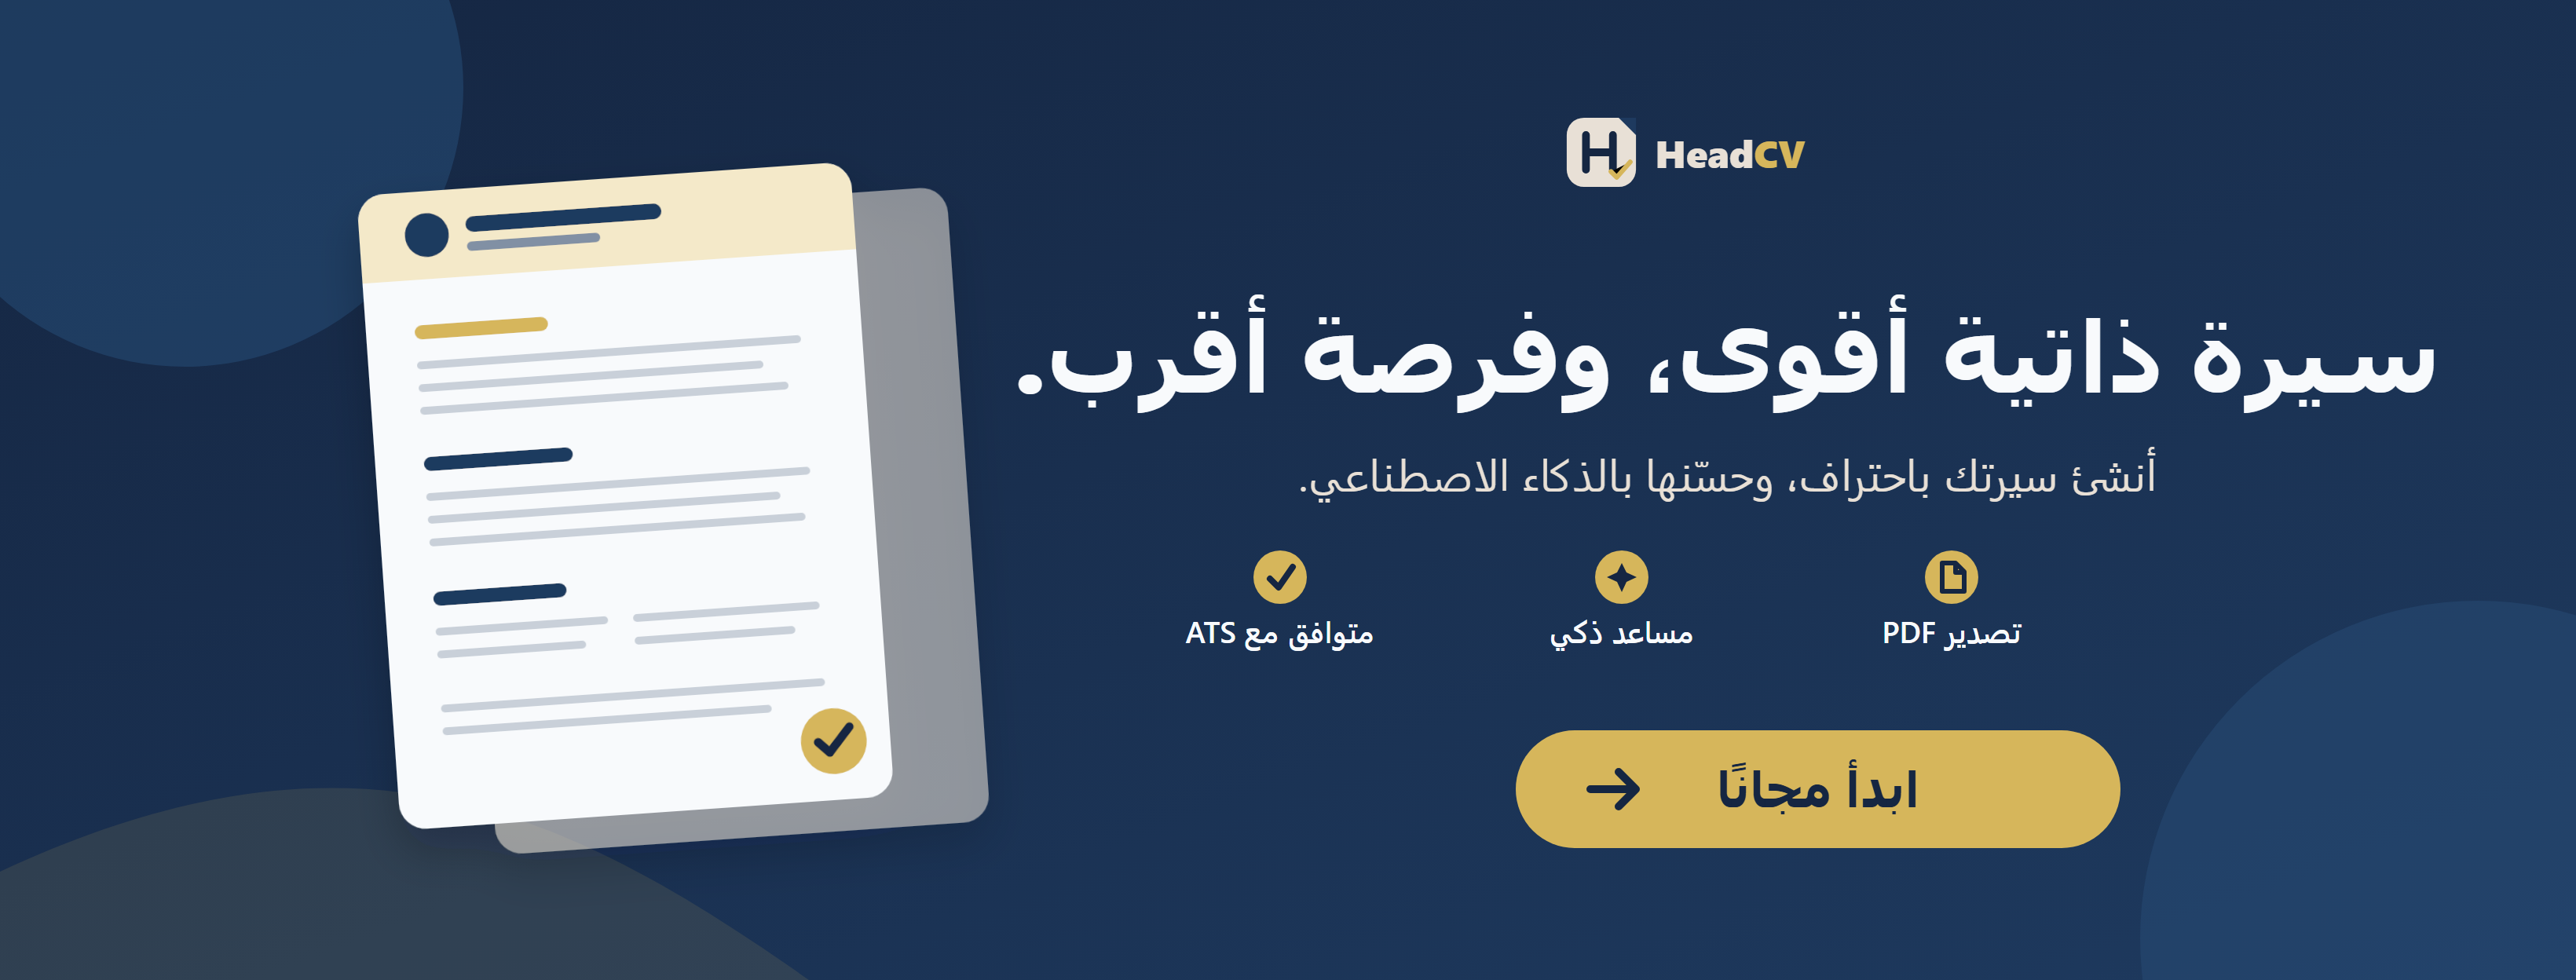 HeadCV
سيرة ذاتية أقوى، وفرصة أقرب.
أنشئ سيرتك باحتراف، وحسّنها بالذكاء الاصطناعي.
تصدير PDF
مساعد ذكي
متوافق مع ATS
ابدأ مجانًا